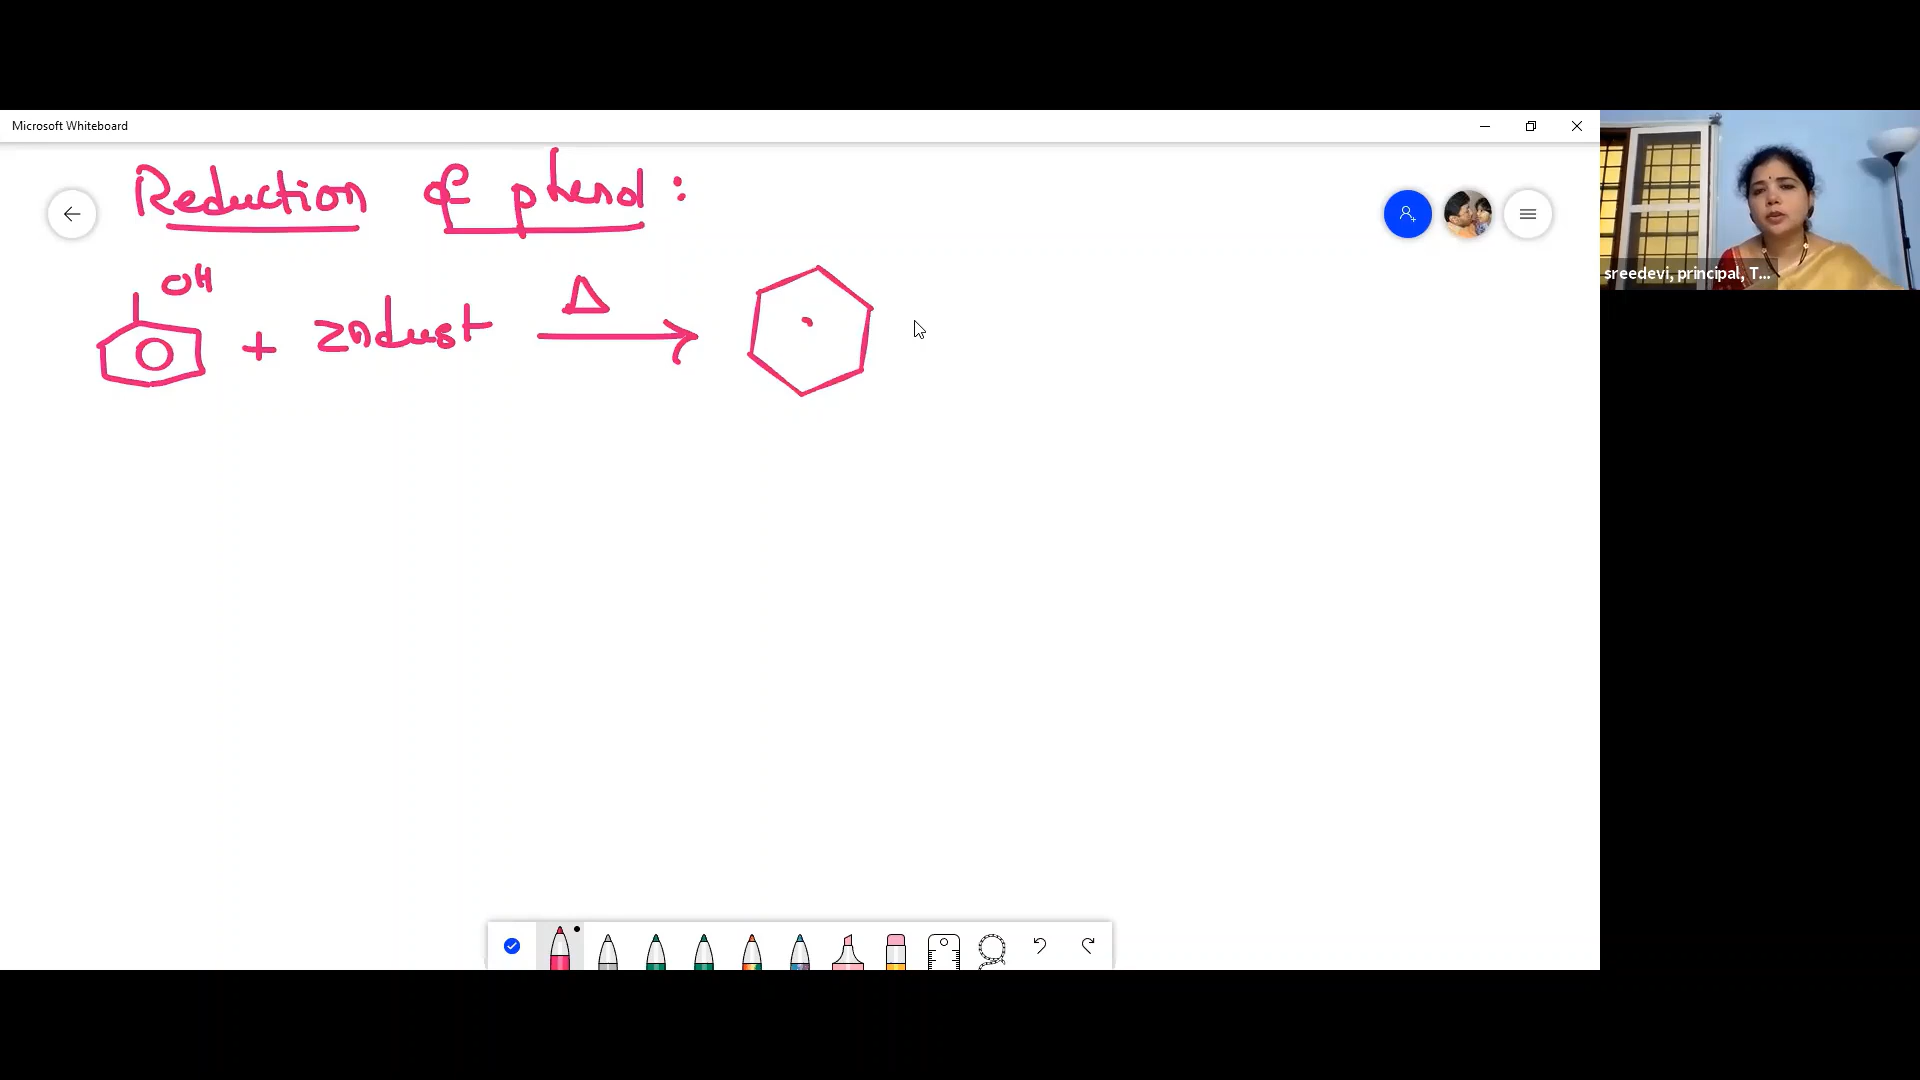 Microsoft Whiteboard
Reduction of phenol :
OH
+ Zndust Δ →
sreedevi, principal, T...